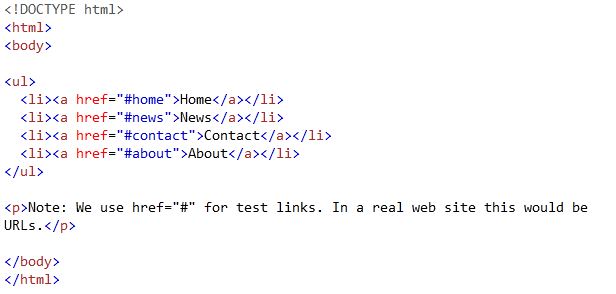 <!DOCTYPE html>
<html>
<body>

<ul>
  <li><a href="#home">Home</a></li>
  <li><a href="#news">News</a></li>
  <li><a href="#contact">Contact</a></li>
  <li><a href="#about">About</a></li>
</ul>

<p>Note: We use href="#" for test links. In a real web site this would be
URLs.</p>

</body>
</html>